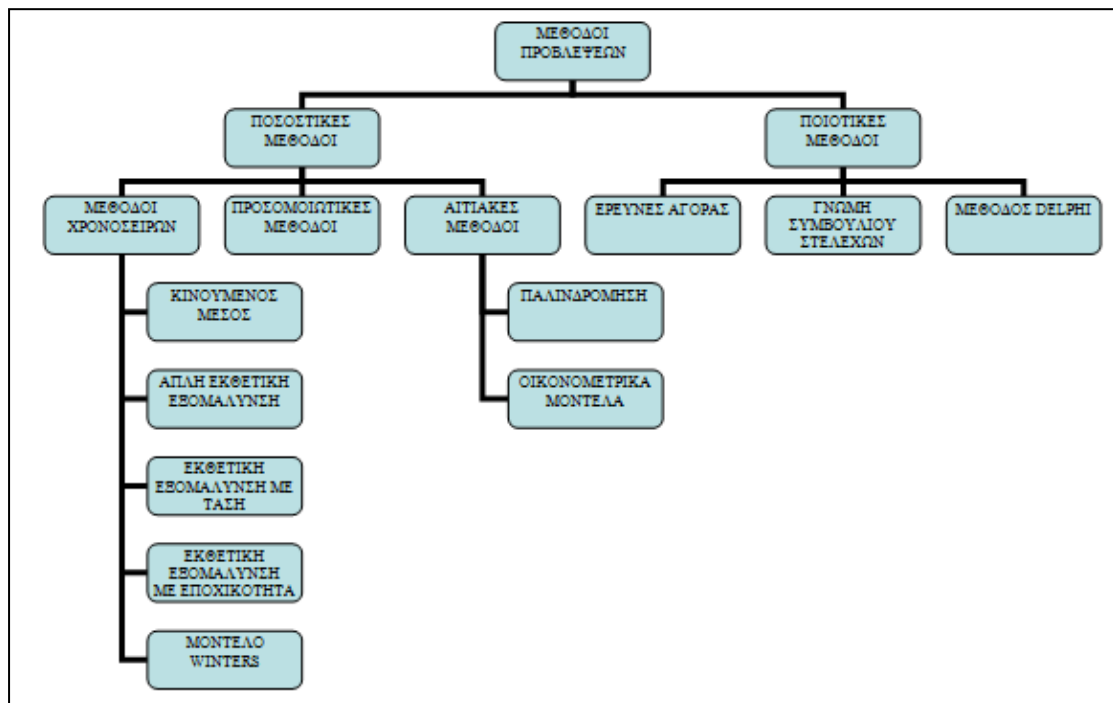 ΜΕΘΟΔΟΙ
ΠΡΟΒΛΕΨΕΩΝ
ΠΟΣΟΣΤΙΚΕΣ
ΜΕΘΟΔΟΙ
ΠΟΙΟΤΙΚΕΣ
ΜΕΘΟΔΟΙ
ΜΕΘΟΔΟΙ
ΧΡΟΝΟΣΕΙΡΩΝ
ΠΡΟΣΟΜΟΙΩΤΙΚΕΣ
ΜΕΘΟΔΟΙ
ΑΙΤΙΑΚΕΣ
ΜΕΘΟΔΟΙ
ΕΡΕΥΝΕΣ ΑΓΟΡΑΣ
ΓΝΩΜΗ
ΣΥΜΒΟΥΛΙΟΥ
ΣΤΕΛΕΧΩΝ
ΜΕΘΟΔΟΣ DELPHI
ΚΙΝΟΥΜΕΝΟΣ
ΜΕΣΟΣ
ΑΠΛΗ ΕΚΘΕΤΙΚΗ
ΕΞΟΜΑΛΥΝΣΗ
ΕΚΘΕΤΙΚΗ
ΕΞΟΜΑΛΥΝΣΗ ΜΕ
ΤΑΣΗ
ΕΚΘΕΤΙΚΗ
ΕΞΟΜΑΛΥΝΣΗ
ΜΕ ΕΠΟΧΙΚΟΤΗΤΑ
ΜΟΝΤΕΛΟ
WINTERS
ΠΑΛΙΝΔΡΟΜΗΣΗ
ΟΙΚΟΝΟΜΕΤΡΙΚΑ
ΜΟΝΤΕΛΑ